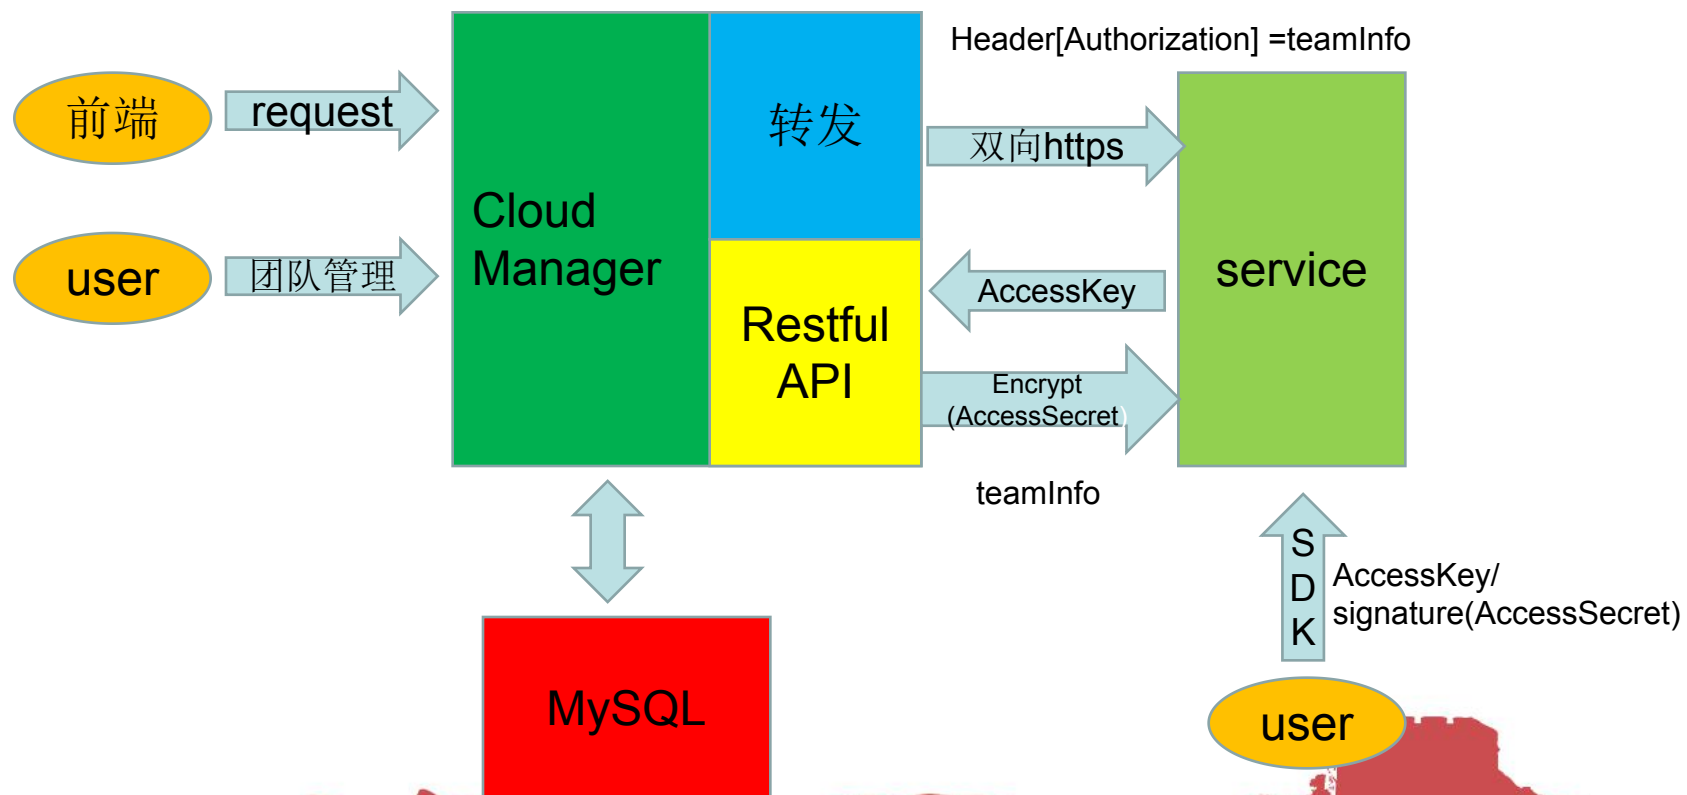 Header[Authorization] =teamInfo
前端
request
转发
双向https
Cloud
Manager
user
团队管理
service
AccessKey
Restful
API
Encrypt
(AccessSecret)
teamInfo
S
D
K
AccessKey/
signature(AccessSecret)
MySQL
user